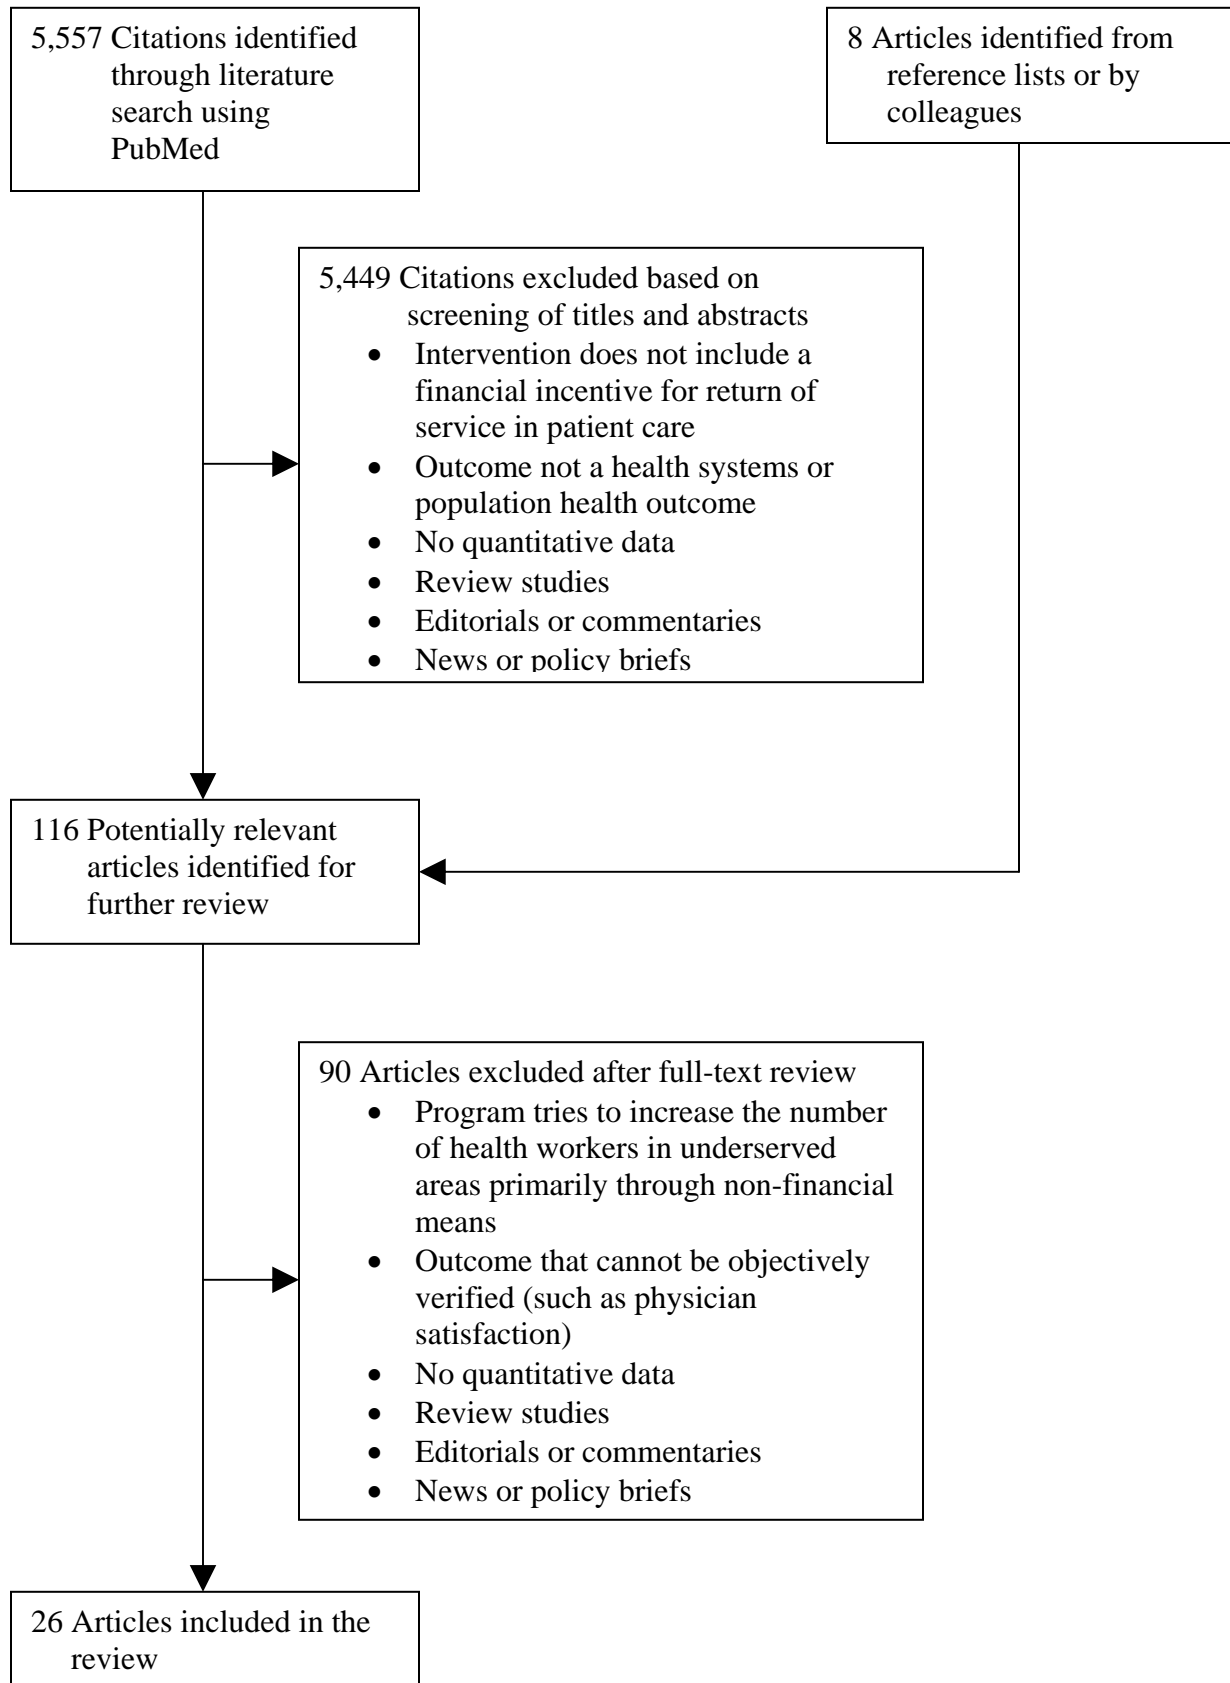 5,557 Citations identified
through literature
search using
PubMed
8 Articles identified from
reference lists or by
colleagues
5,449 Citations excluded based on
screening of titles and abstracts
• Intervention does not include a
financial incentive for return of
service in patient care
• Outcome not a health systems or
population health outcome
• No quantitative data
• Review studies
• Editorials or commentaries
• News or policy briefs
116 Potentially relevant
articles identified for
further review
90 Articles excluded after full-text review
• Program tries to increase the number
of health workers in underserved
areas primarily through non-financial
means
• Outcome that cannot be objectively
verified (such as physician
satisfaction)
• No quantitative data
• Review studies
• Editorials or commentaries
• News or policy briefs
26 Articles included in the
review